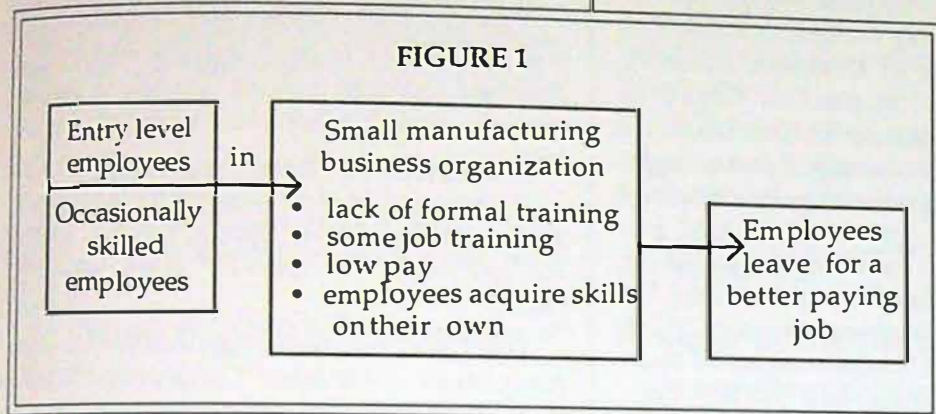 FIGURE 1
Entry level
employees
Occasionally
skilled
employees
in
Small manufacturing
business organization
• lack of formal training
• some job training
• low pay
• employees acquire skills
on their own
Employees
leave for a
better paying
job